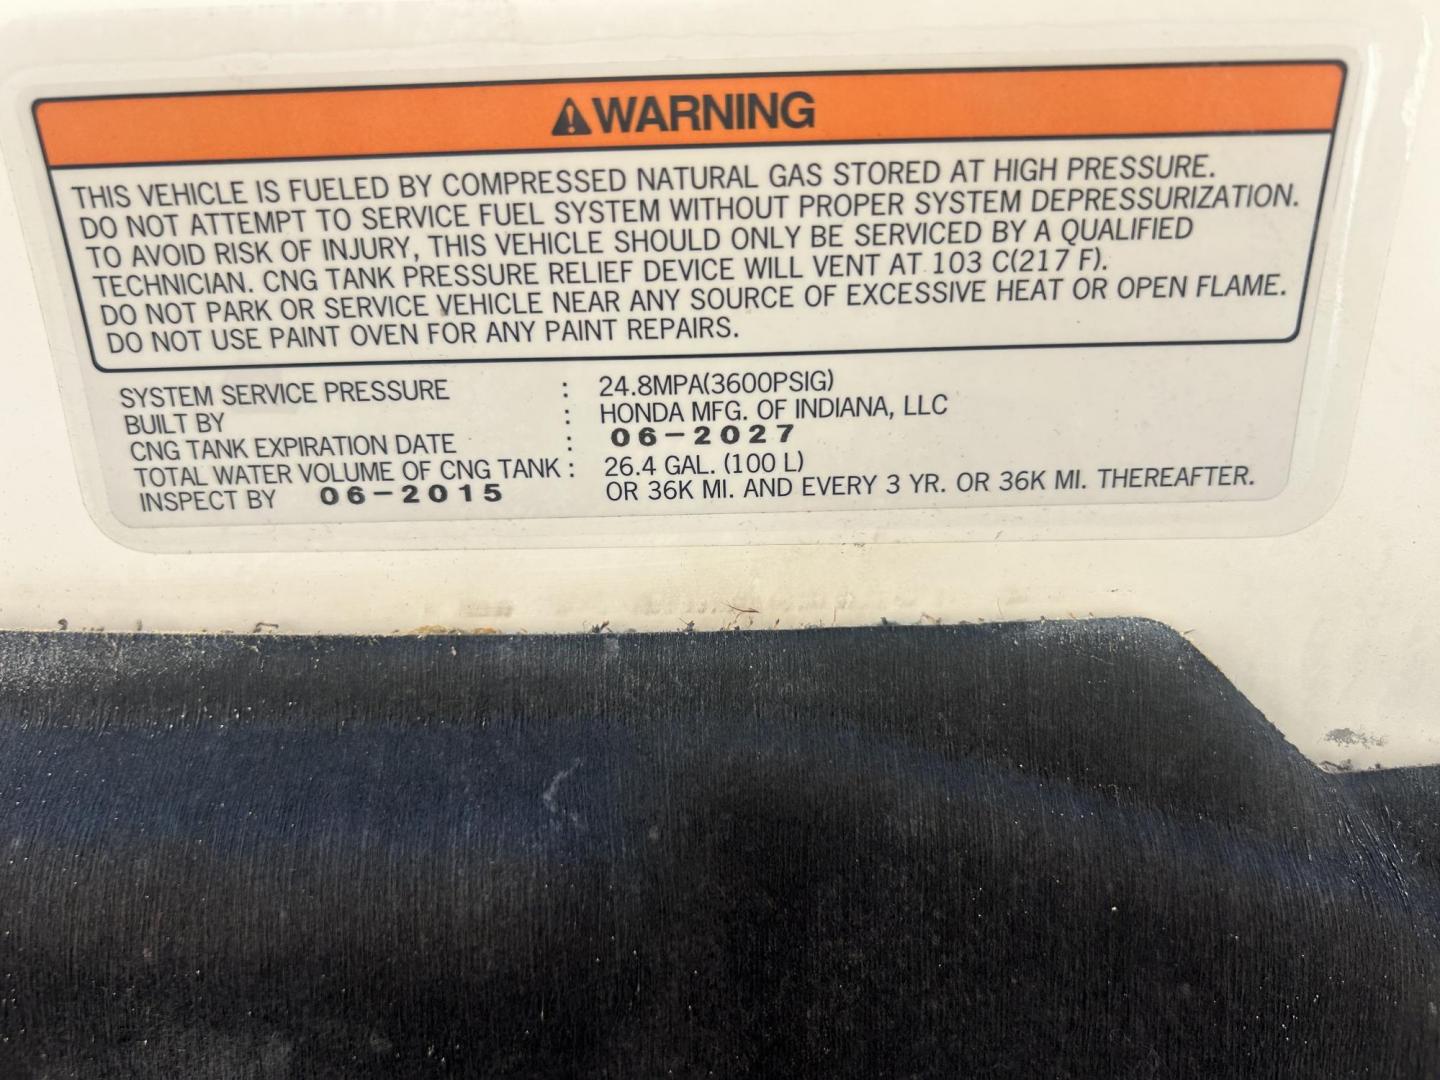 WARNING
THIS VEHICLE IS FUELED BY COMPRESSED NATURAL GAS STORED AT HIGH PRESSURE.
DO NOT ATTEMPT TO SERVICE FUEL SYSTEM WITHOUT PROPER SYSTEM DEPRESSURIZATION.
TO AVOID RISK OF INJURY, THIS VEHICLE SHOULD ONLY BE SERVICED BY A QUALIFIED
TECHNICIAN. CNG TANK PRESSURE RELIEF DEVICE WILL VENT AT 103 C(217 F).
DO NOT PARK OR SERVICE VEHICLE NEAR ANY SOURCE OF EXCESSIVE HEAT OR OPEN FLAME.
DO NOT USE PAINT OVEN FOR ANY PAINT REPAIRS.
SYSTEM SERVICE PRESSURE : 24.8MPA(3600PSIG)
BUILT BY : HONDA MFG. OF INDIANA, LLC
CNG TANK EXPIRATION DATE : 06-2027
TOTAL WATER VOLUME OF CNG TANK : 26.4 GAL. (100 L)
INSPECT BY 06-2015 OR 36K MI. AND EVERY 3 YR. OR 36K MI. THEREAFTER.